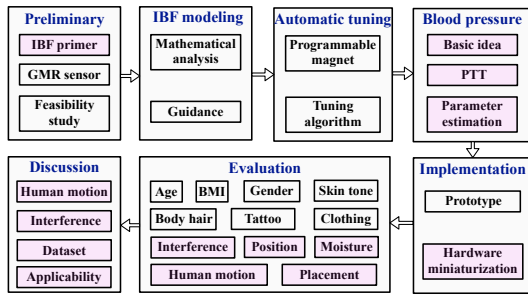 Preliminary
IBF primer
GMR sensor
Feasibility
study
IBF modeling
Mathematical
analysis
Guidance
Automatic tuning
Programmable
magnet
Tuning
algorithm
Blood pressure
Basic idea
PTT
Parameter
estimation
Discussion
Human motion
Interference
Dataset
Applicability
Evaluation
Age
BMI
Gender
Skin tone
Body hair
Tattoo
Clothing
Interference
Position
Moisture
Human motion
Placement
Implementation
Prototype
Hardware
miniaturization